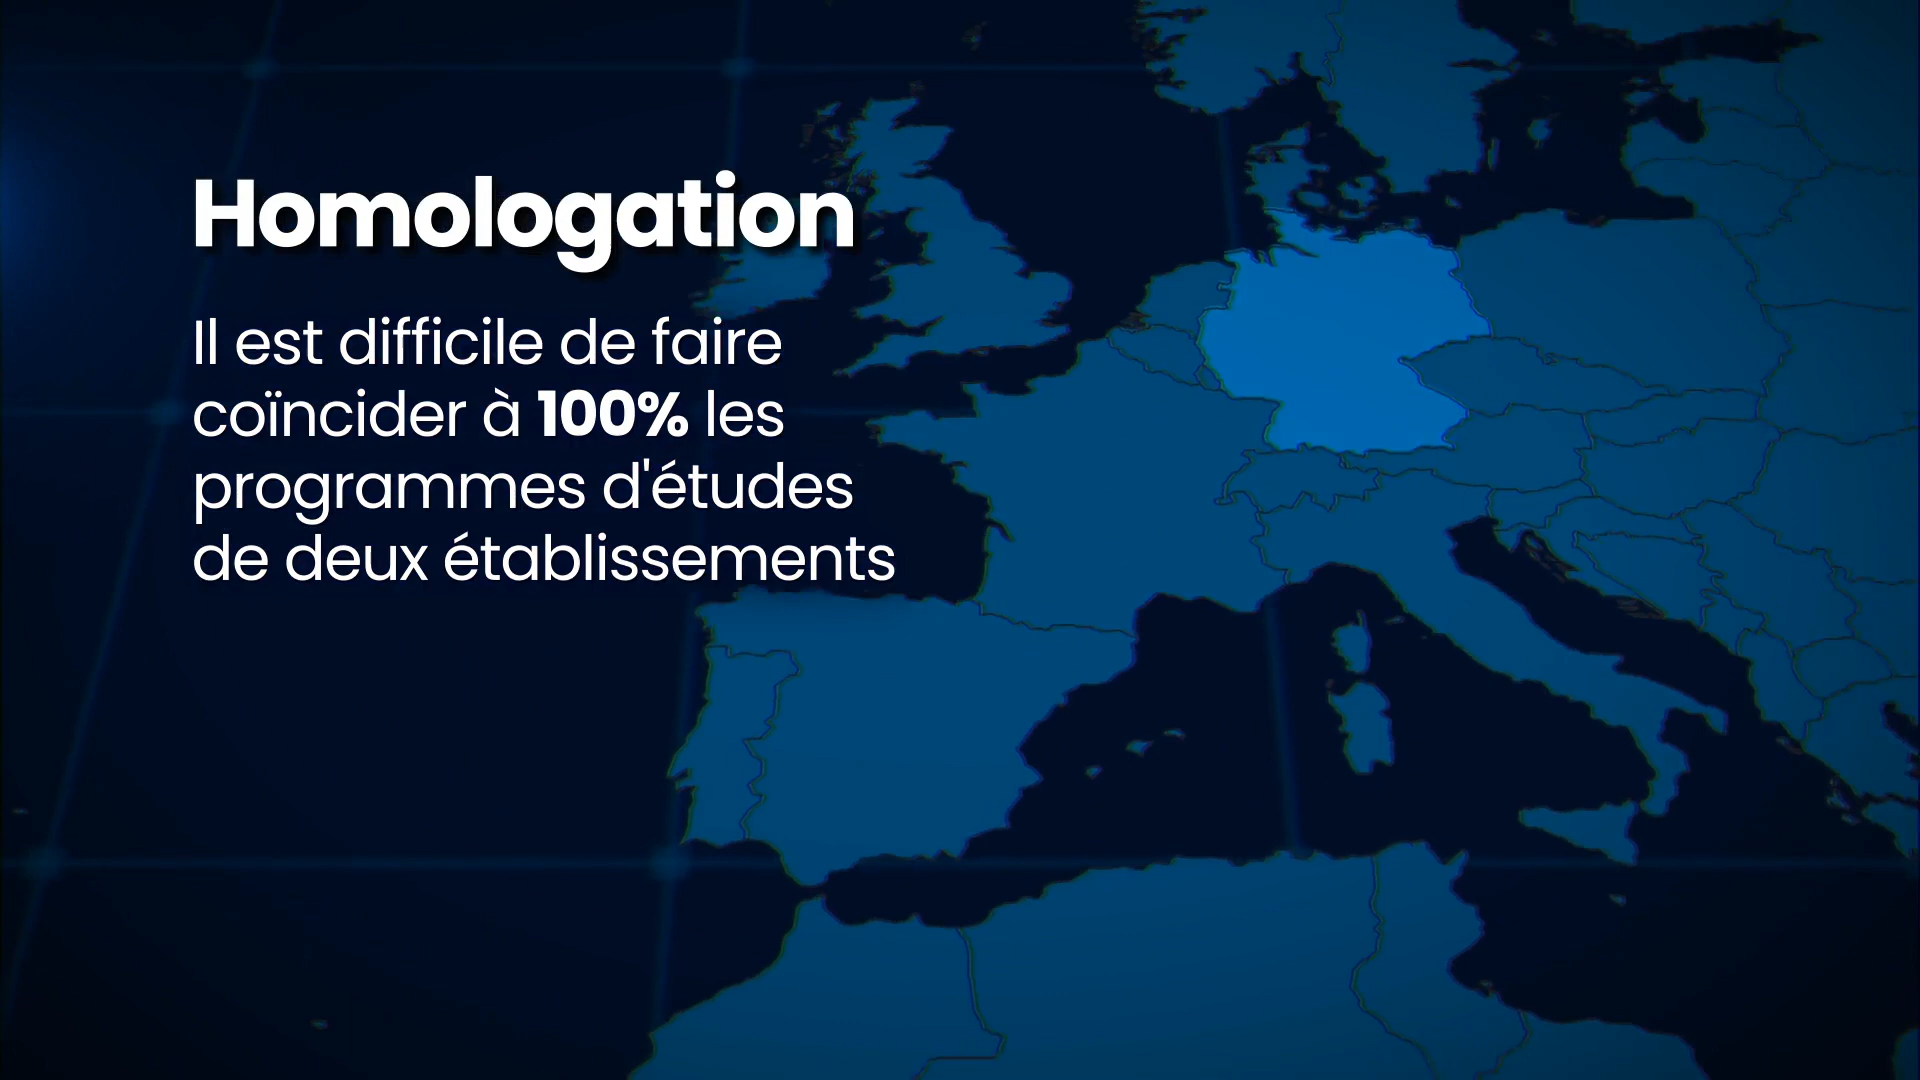 Homologation
Il est difficile de faire
coïncider à 100% les
programmes d'études
de deux établissements